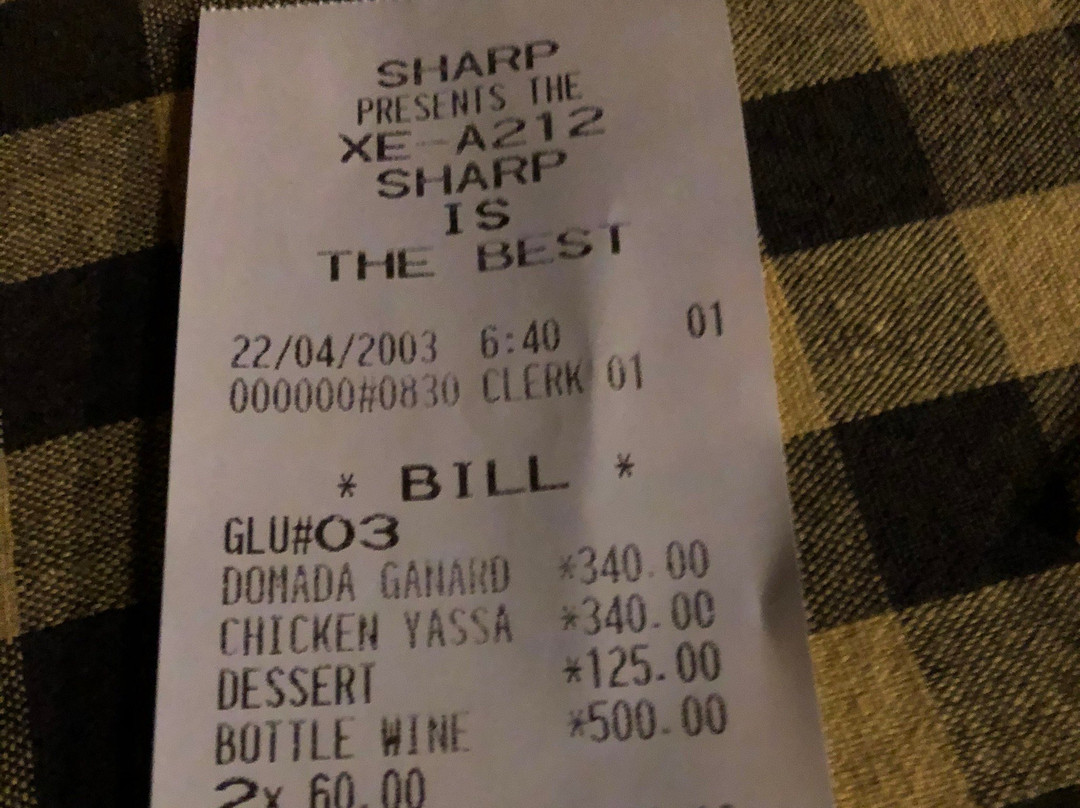 SHARP
PRESENTS THE
XE-A212
SHARP
IS
THE BEST
22/04/2003 6:40 01
000000#0830 CLERK 01
* BILL *
GLU#03
DOMADA GANARD *340.00
CHICKEN YASSA *340.00
DESSERT *125.00
BOTTLE WINE *500.00
2x 60.00